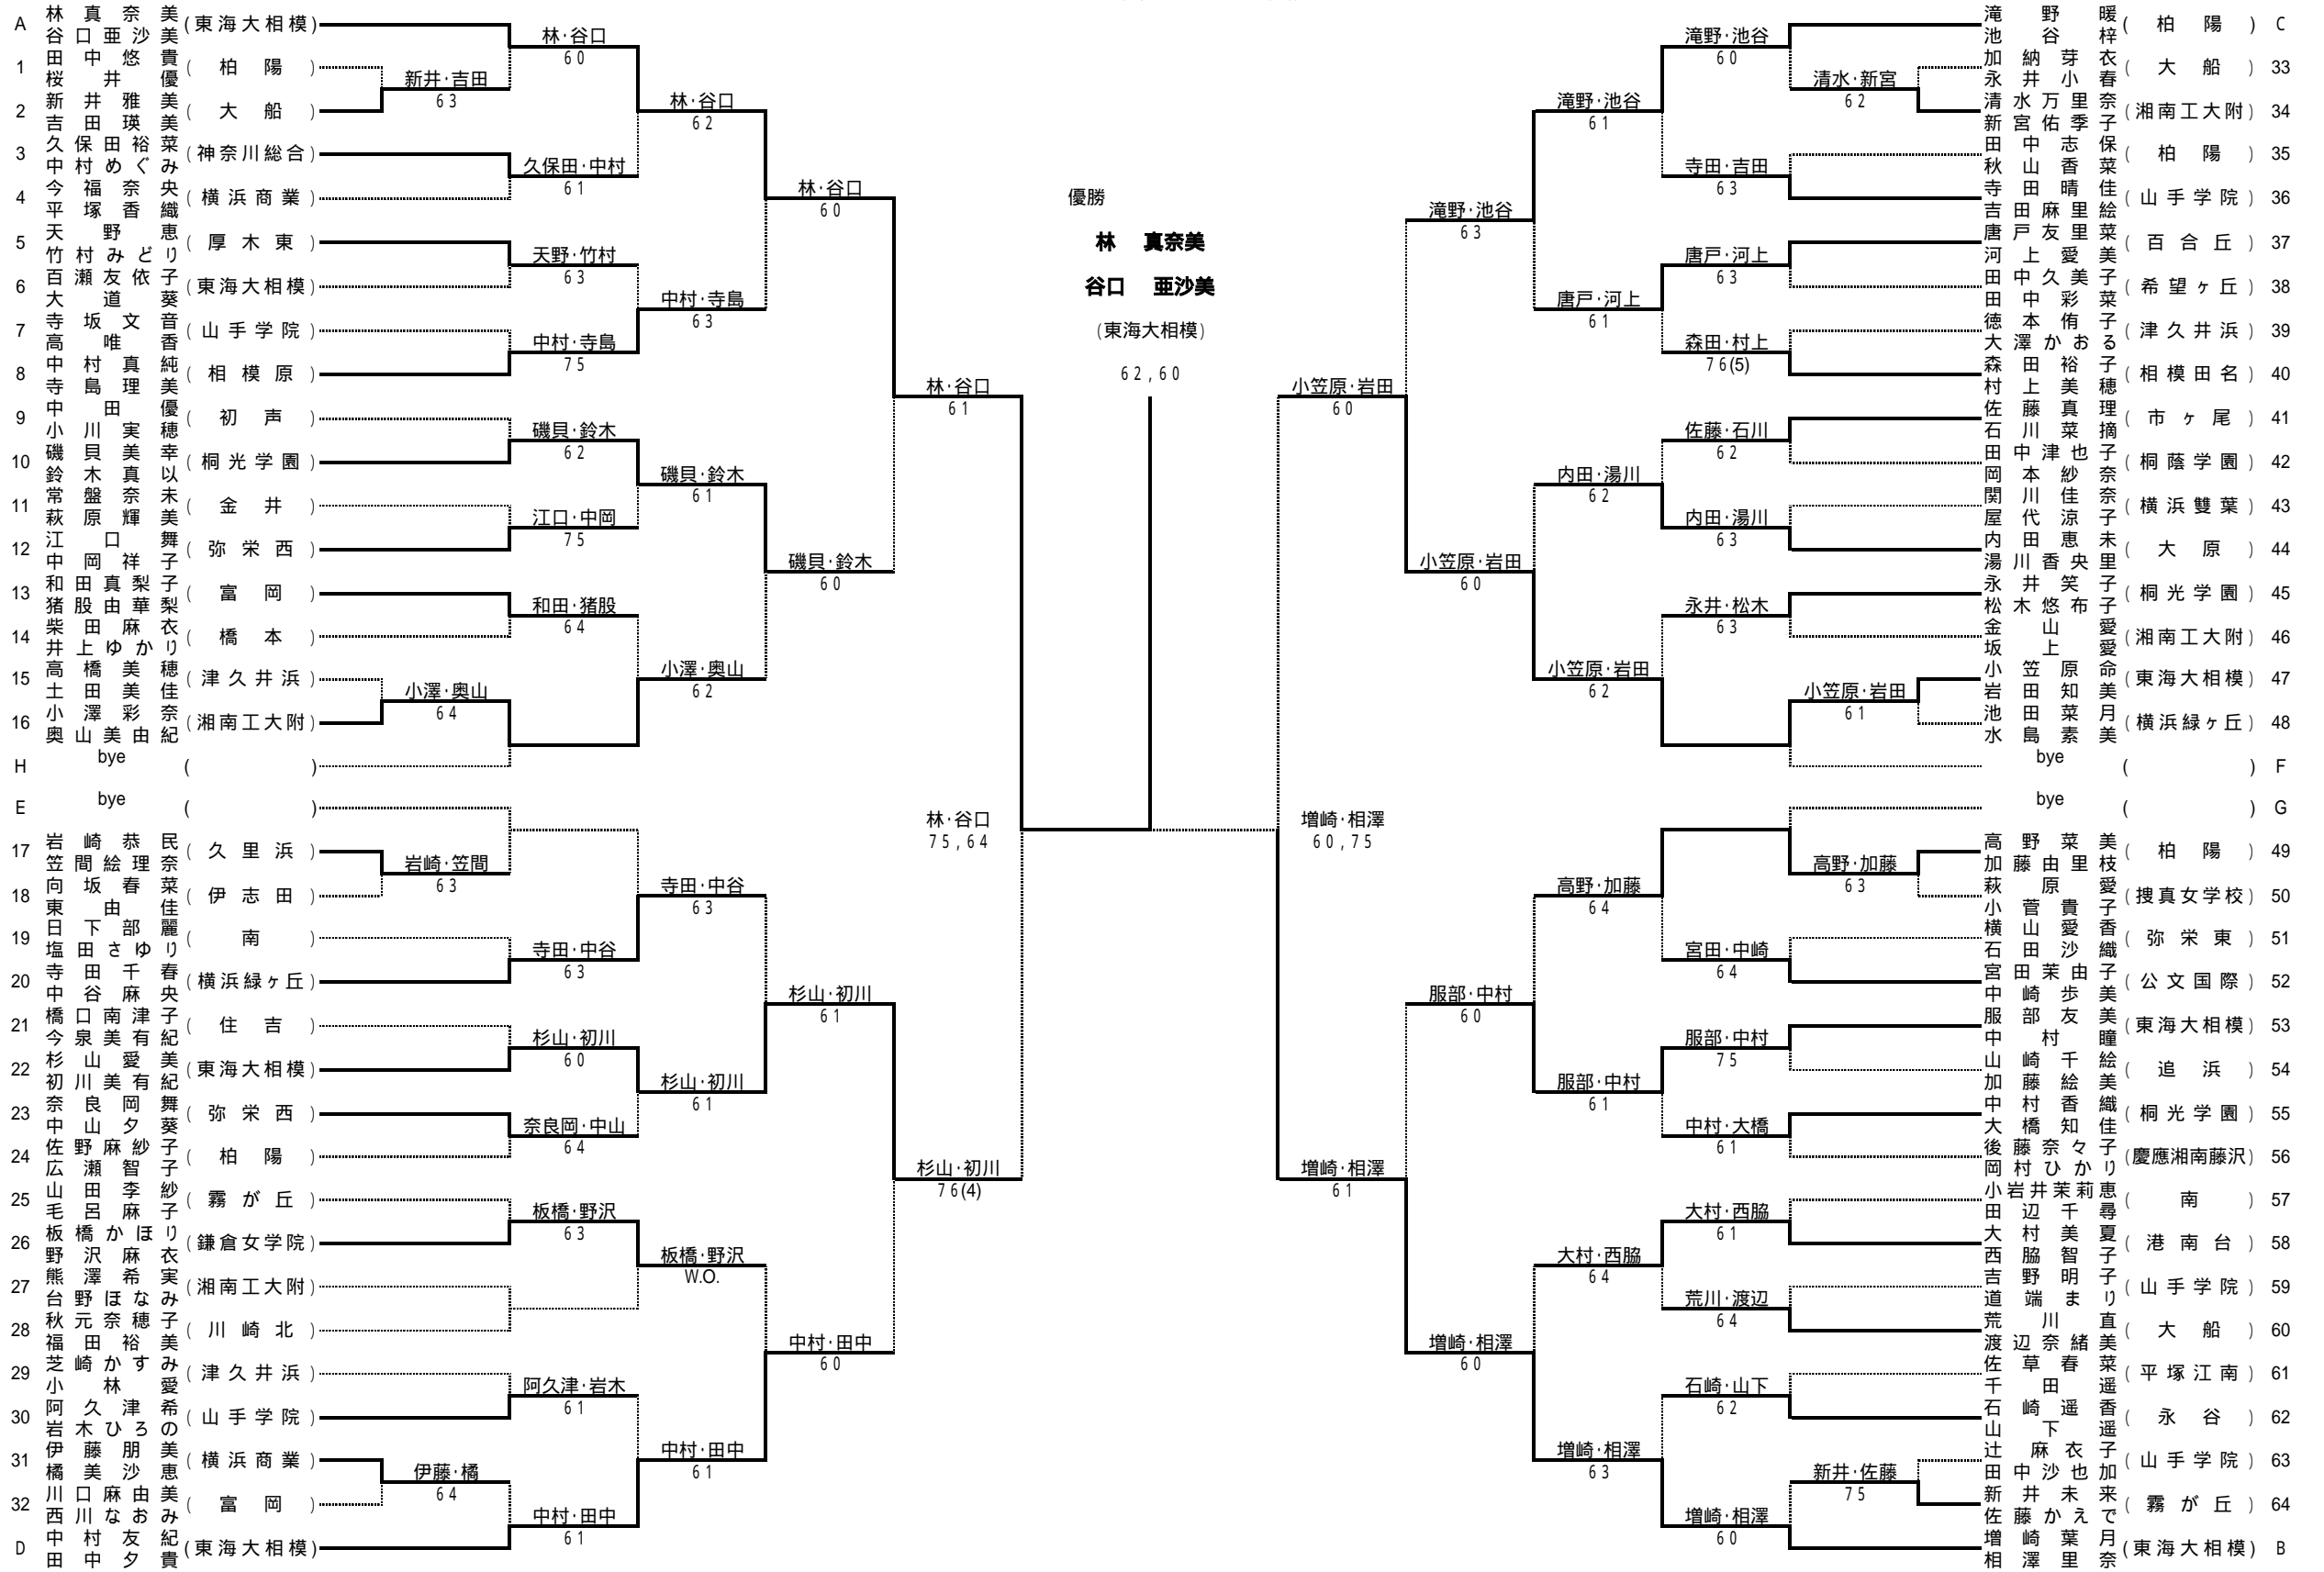 A 林真奈美 谷口亜沙美 (東海大相模)
1 田中悠貴 桜井優 (柏陽)
2 新井雅美 吉田瑛美 (大船)
3 久保田裕菜 中村めぐみ (神奈川総合)
4 今福奈央 平塚香織 (横浜商業)
5 天野恵 竹村みどり (厚木東)
6 百瀬友依子 大道葵 (東海大相模)
7 寺坂文音 高唯香 (山手学院)
8 中村真純 寺島理美 (相模原)
9 中田優 小川実穂 (初声)
10 磯貝美幸 鈴木真以 (桐光学園)
11 常盤奈未 萩原輝美 (金井)
12 江口舞 中岡祥子 (弥栄西)
13 和田真梨子 猪股由華梨 (富岡)
14 柴田麻衣 井上ゆかり (橋本)
15 高橋美穂 土田美佳 (津久井浜)
16 小澤彩奈 奥山美由紀 (湘南工大附)
H bye ( )
E bye ( )
17 岩崎恭民 笠間絵理奈 (久里浜)
18 向坂春菜 東由佳 (伊志田)
19 日下部麗 塩田さゆり (南)
20 寺田千春 中谷麻央 (横浜緑ヶ丘)
21 橋口南津子 今泉美有紀 (住吉)
22 杉山愛美 初川美有紀 (東海大相模)
23 奈良岡舞 中山夕葵 (弥栄西)
24 佐野麻紗子 広瀬智子 (柏陽)
25 山田李紗 毛呂麻子 (霧が丘)
26 板橋かほり 野沢麻衣 (鎌倉女学院)
27 熊澤希実 台野ほなみ (湘南工大附)
28 秋元奈穂子 福田裕美 (川崎北)
29 芝崎かすみ 小林愛 (津久井浜)
30 阿久津希 岩木ひろの (山手学院)
31 伊藤朋美 橘美沙恵 (横浜商業)
32 川口麻由美 西川なおみ (富岡)
D 中村友紀 田中夕貴 (東海大相模)
新井・吉田
63
小澤・奥山
64
岩崎・笠間
63
伊藤・橘
64
林・谷口
60
久保田・中村
61
天野・竹村
63
中村・寺島
75
磯貝・鈴木
62
江口・中岡
75
和田・猪股
64
寺田・中谷
63
杉山・初川
60
奈良岡・中山
64
板橋・野沢
63
阿久津・岩木
61
中村・田中
61
林・谷口
62
中村・寺島
63
磯貝・鈴木
61
小澤・奥山
62
寺田・中谷
63
杉山・初川
61
板橋・野沢
W.O.
中村・田中
61
林・谷口
60
磯貝・鈴木
60
杉山・初川
61
中村・田中
60
林・谷口
61
杉山・初川
76(4)
林・谷口
75,64
優勝
林 真奈美
谷口 亜沙美
(東海大相模)
62,60
増崎・相澤
60,75
小笠原・岩田
60
増崎・相澤
61
滝野・池谷
63
小笠原・岩田
60
服部・中村
60
増崎・相澤
60
滝野・池谷
61
唐戸・河上
61
内田・湯川
62
小笠原・岩田
62
高野・加藤
64
服部・中村
61
大村・西脇
64
増崎・相澤
63
滝野・池谷
60
寺田・吉田
63
唐戸・河上
63
森田・村上
76(5)
佐藤・石川
62
内田・湯川
63
永井・松木
63
宮田・中崎
64
服部・中村
75
中村・大橋
61
大村・西脇
61
荒川・渡辺
64
石崎・山下
62
増崎・相澤
60
清水・新宮
62
小笠原・岩田
61
高野・加藤
63
新井・佐藤
75
滝野暖 池谷梓 (柏陽) C
加納芽衣 永井小春 (大船) 33
清水万里奈 新宮佑季子 (湘南工大附) 34
田中志保 秋山香菜 (柏陽) 35
寺田晴佳 吉田麻里絵 (山手学院) 36
唐戸友里菜 河上愛美 (百合丘) 37
田中久美子 田中彩菜 (希望ヶ丘) 38
徳本侑子 大澤かおる (津久井浜) 39
森田裕子 村上美穂 (相模田名) 40
佐藤真理 石川菜摘 (市ヶ尾) 41
田中津也子 岡本紗奈 (桐蔭学園) 42
関川佳奈 屋代涼子 (横浜雙葉) 43
内田恵未 湯川香央里 (大原) 44
永井笑子 松木悠布子 (桐光学園) 45
金山愛 坂上愛 (湘南工大附) 46
小笠原命 岩田知美 (東海大相模) 47
池田菜月 水島素美 (横浜緑ヶ丘) 48
bye ( ) F
bye ( ) G
高野菜美 加藤由里枝 (柏陽) 49
萩原愛 小菅貴子 (捜真女学校) 50
横山愛香 石田沙織 (弥栄東) 51
宮田茉由子 中崎歩美 (公文国際) 52
服部友美 中村瞳 (東海大相模) 53
山崎千絵 加藤絵美 (追浜) 54
中村香織 大橋知佳 (桐光学園) 55
後藤奈々子 岡村ひかり (慶應湘南藤沢) 56
小岩井茉莉恵 田辺千尋 (南) 57
大村美夏 西脇智子 (港南台) 58
吉野明子 道端まり (山手学院) 59
荒川直 渡辺奈緒美 (大船) 60
佐草春菜 千田遥 (平塚江南) 61
石崎遥香 山下遥 (永谷) 62
辻麻衣子 田中沙也加 (山手学院) 63
新井未来 佐藤かえで (霧が丘) 64
増崎葉月 相澤里奈 (東海大相模) B